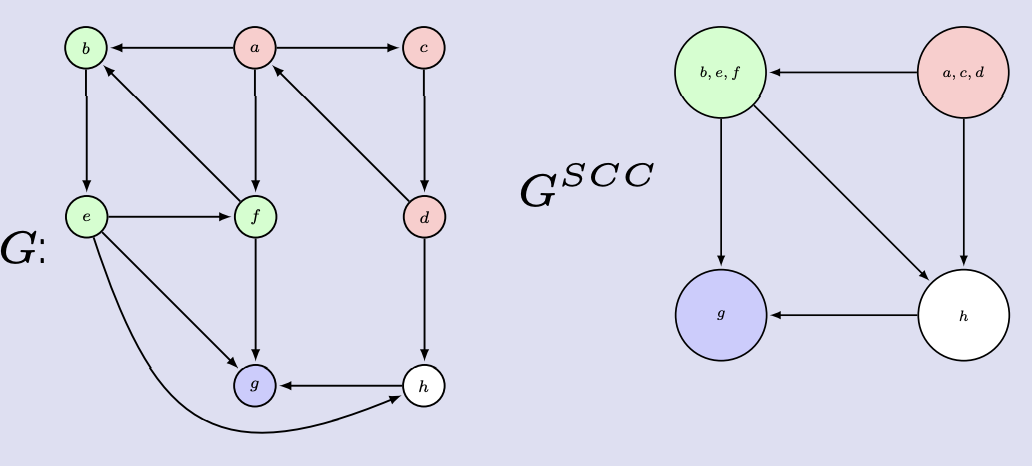 b a c
b, e, f a, c, d
G^{SCC}
e f d
G:
g h
g h